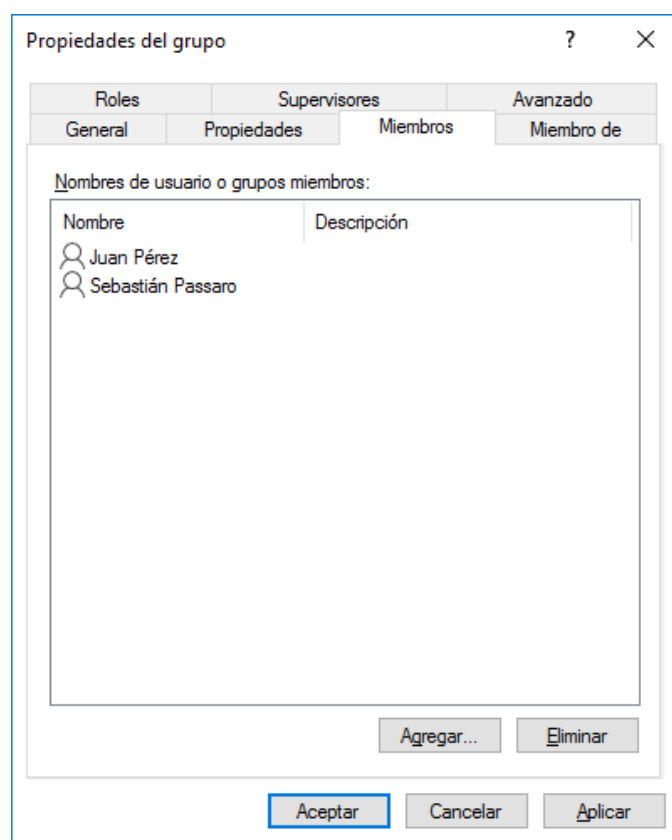 Propiedades del grupo ?
Roles Supervisores Avanzado
General Propiedades Miembros Miembro de
Nombres de usuario o grupos miembros:
Nombre Descripción
Juan Pérez
Sebastián Passaro
Agregar... Eliminar
Aceptar Cancelar Aplicar